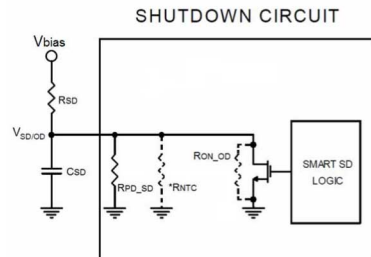 SHUTDOWN CIRCUIT
Vbias
RSD
VSD/OD
CSD
RPD_SD
*RNTC
RON_OD
SMART SD
LOGIC